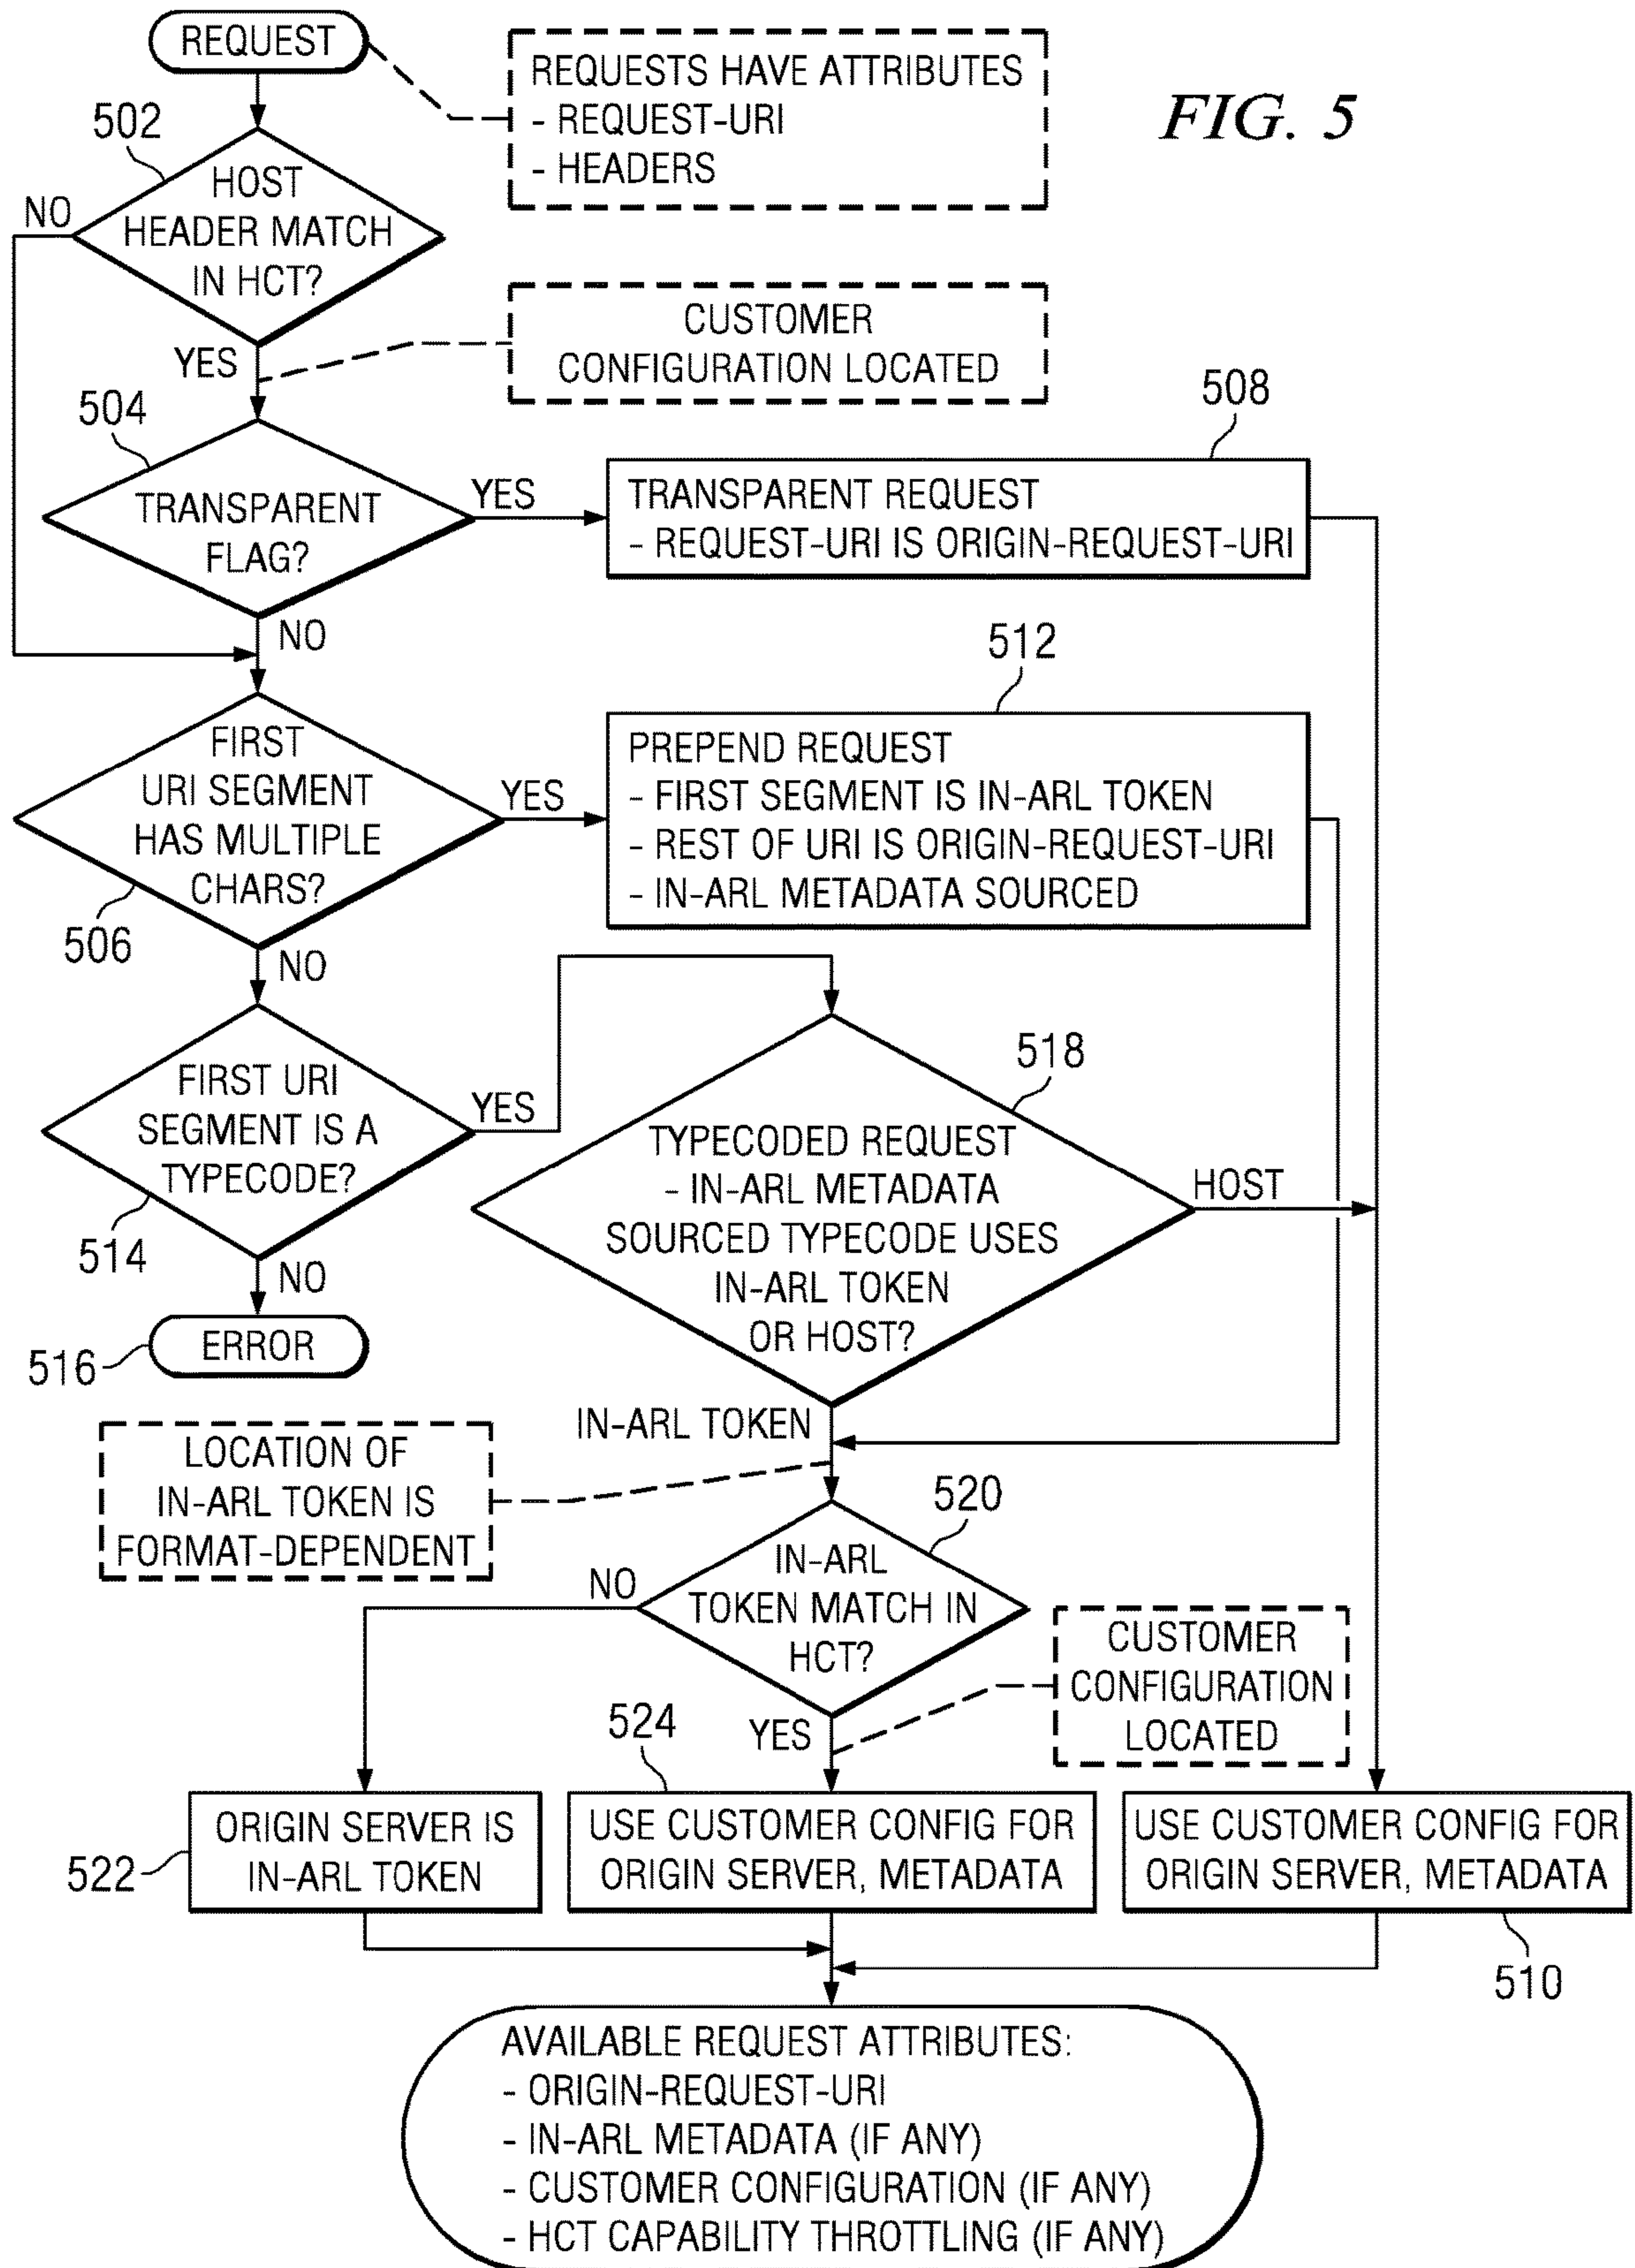 REQUEST
REQUESTS HAVE ATTRIBUTES
- REQUEST-URI
- HEADERS
FIG. 5
502
HOST
HEADER MATCH
IN HCT?
NO
YES
CUSTOMER
CONFIGURATION LOCATED
504
TRANSPARENT
FLAG?
YES
NO
508
TRANSPARENT REQUEST
- REQUEST-URI IS ORIGIN-REQUEST-URI
512
FIRST
URI SEGMENT
HAS MULTIPLE
CHARS?
506
YES
NO
PREPEND REQUEST
- FIRST SEGMENT IS IN-ARL TOKEN
- REST OF URI IS ORIGIN-REQUEST-URI
- IN-ARL METADATA SOURCED
FIRST URI
SEGMENT IS A
TYPECODE?
514
YES
NO
516
ERROR
518
TYPECODED REQUEST
- IN-ARL METADATA
SOURCED TYPECODE USES
IN-ARL TOKEN
OR HOST?
HOST
IN-ARL TOKEN
LOCATION OF
IN-ARL TOKEN IS
FORMAT-DEPENDENT
520
IN-ARL
TOKEN MATCH IN
HCT?
NO
YES
CUSTOMER
CONFIGURATION
LOCATED
522
ORIGIN SERVER IS
IN-ARL TOKEN
524
USE CUSTOMER CONFIG FOR
ORIGIN SERVER, METADATA
USE CUSTOMER CONFIG FOR
ORIGIN SERVER, METADATA
510
AVAILABLE REQUEST ATTRIBUTES:
- ORIGIN-REQUEST-URI
- IN-ARL METADATA (IF ANY)
- CUSTOMER CONFIGURATION (IF ANY)
- HCT CAPABILITY THROTTLING (IF ANY)